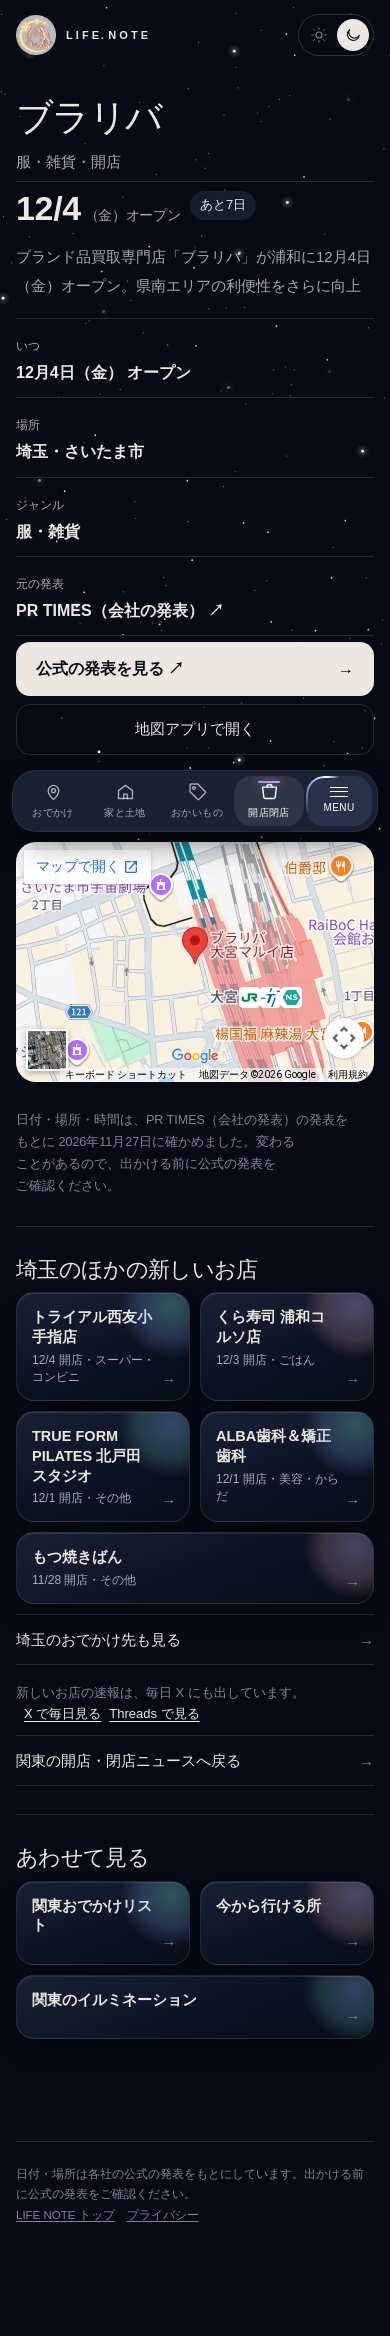 LIFE.NOTE
ブラリバ
服・雑貨・開店
12/4 （金）オープン あと7日
ブランド品買取専門店「ブラリバ」が浦和に12月4日
（金）オープン。県南エリアの利便性をさらに向上
いつ
12月4日（金） オープン
場所
埼玉・さいたま市
ジャンル
服・雑貨
元の発表
PR TIMES（会社の発表） ↗
公式の発表を見る ↗ →
地図アプリで開く
おでかけ 家と土地 おかいもの 開店閉店 MENU
マップで開く
伯爵邸
さいたま市宇宙劇場
2丁目
RaiBoC Ha
会館お
ブラリバ
大宮マルイ店
大宮 JR NS
1丁目
121
楊国福 麻辣湯 大宮
Google
キーボード ショートカット 地図データ ©2026 Google 利用規約
日付・場所・時間は、PR TIMES（会社の発表）の発表を
もとに 2026年11月27日に確かめました。変わる
ことがあるので、出かける前に公式の発表を
ご確認ください。
埼玉のほかの新しいお店
トライアル西友小
手指店
12/4 開店・スーパー・
コンビニ →
くら寿司 浦和コ
ルソ店
12/3 開店・ごはん
→
TRUE FORM
PILATES 北戸田
スタジオ
12/1 開店・その他 →
ALBA歯科＆矯正
歯科
12/1 開店・美容・から
だ →
もつ焼きばん
11/28 開店・その他 →
埼玉のおでかけ先も見る →
新しいお店の速報は、毎日 X にも出しています。
X で毎日見る Threads で見る
関東の開店・閉店ニュースへ戻る →
あわせて見る
関東おでかけリス
ト
→
今から行ける所
→
関東のイルミネーション
→
日付・場所は各社の公式の発表をもとにしています。出かける前
に公式の発表をご確認ください。
LIFE NOTE トップ プライバシー